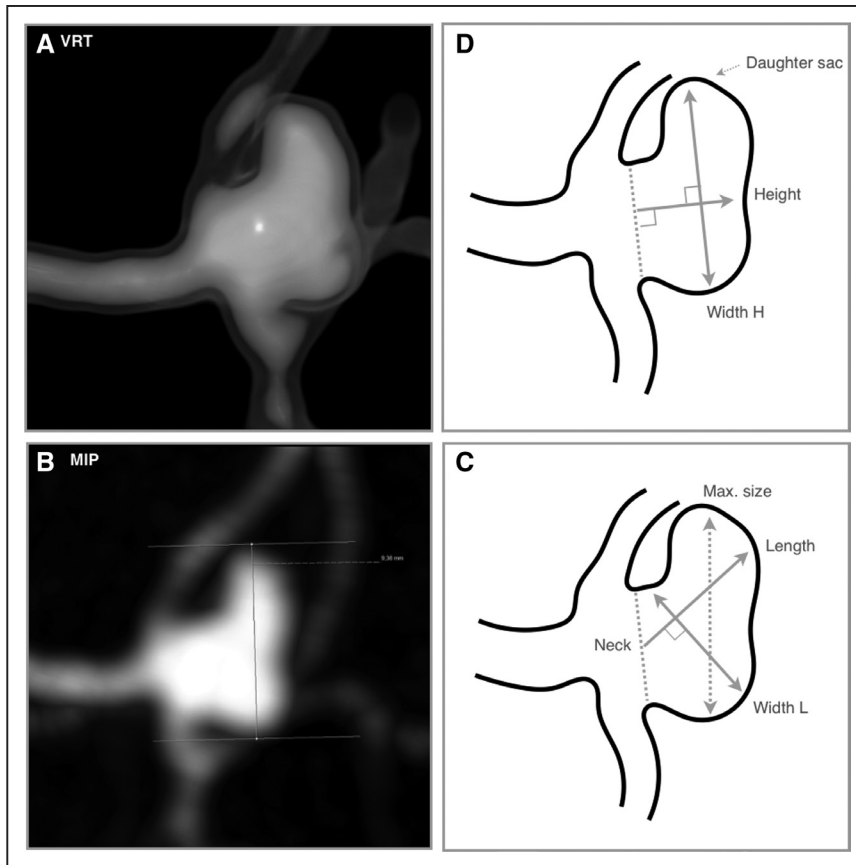 A VRT
D
Daughter sac
Height
Width H
B MIP
9.38 mm
C
Max. size
Length
Neck
Width L